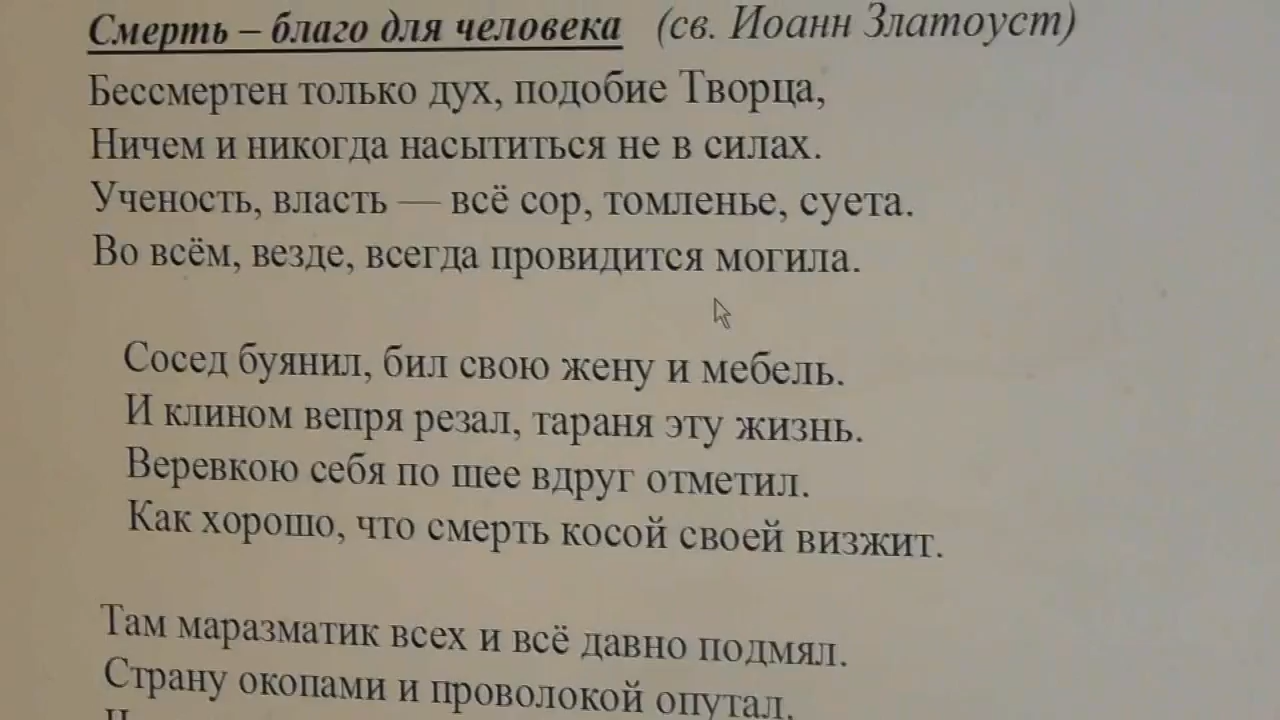 Смерть – благо для человека (св. Иоанн Златоуст)
Бессмертен только дух, подобие Творца,
Ничем и никогда насытиться не в силах.
Ученость, власть — всё сор, томленье, суета.
Во всём, везде, всегда провидится могила.
Сосед буянил, бил свою жену и мебель.
И клином вепря резал, тараня эту жизнь.
Веревкою себя по шее вдруг отметил.
Как хорошо, что смерть косой своей визжит.
Там маразматик всех и всё давно подмял.
Страну окопами и проволокой опутал.